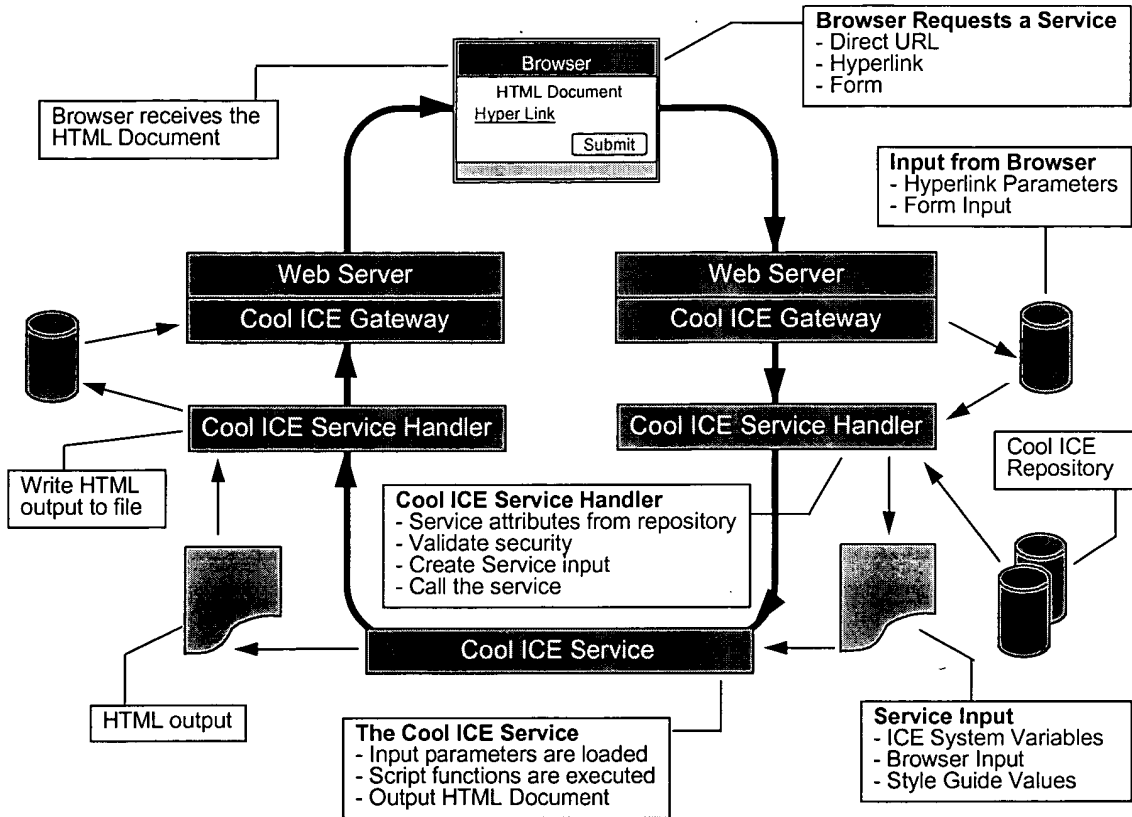 Browser Requests a Service
- Direct URL
- Hyperlink
- Form
Browser
HTML Document
Hyper Link
Submit
Browser receives the
HTML Document
Input from Browser
- Hyperlink Parameters
- Form Input
Web Server
Cool ICE Gateway
Web Server
Cool ICE Gateway
Cool ICE Service Handler
Cool ICE Service Handler
Cool ICE
Repository
Write HTML
output to file
Cool ICE Service Handler
- Service attributes from repository
- Validate security
- Create Service input
- Call the service
Cool ICE Service
HTML output
The Cool ICE Service
- Input parameters are loaded
- Script functions are executed
- Output HTML Document
Service Input
- ICE System Variables
- Browser Input
- Style Guide Values